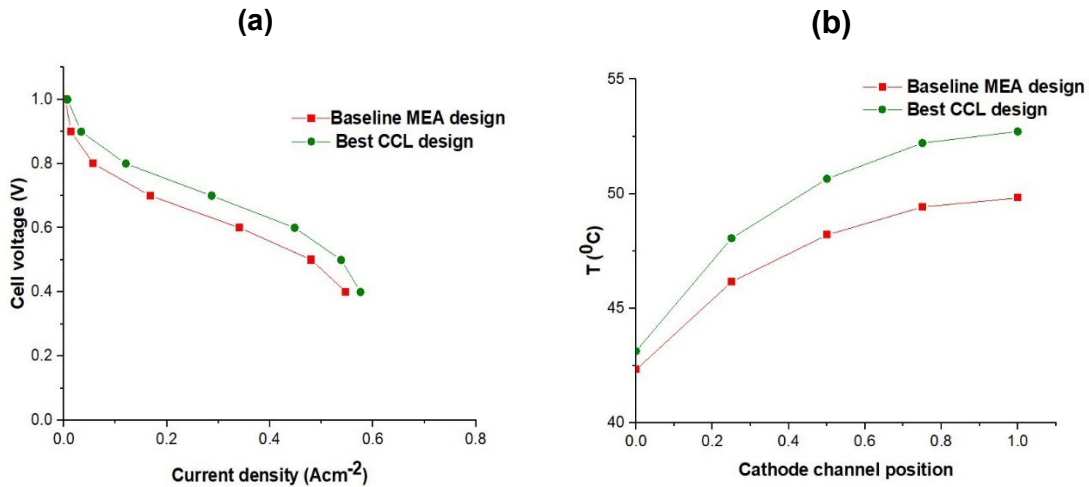 (a)
Baseline MEA design
Best CCL design
Cell voltage (V)
1.0
0.8
0.6
0.4
0.2
0.0
0.0 0.2 0.4 0.6 0.8
Current density (Acm⁻²)
(b)
Baseline MEA design
Best CCL design
T (⁰C)
55
50
45
40
0.0 0.2 0.4 0.6 0.8 1.0
Cathode channel position